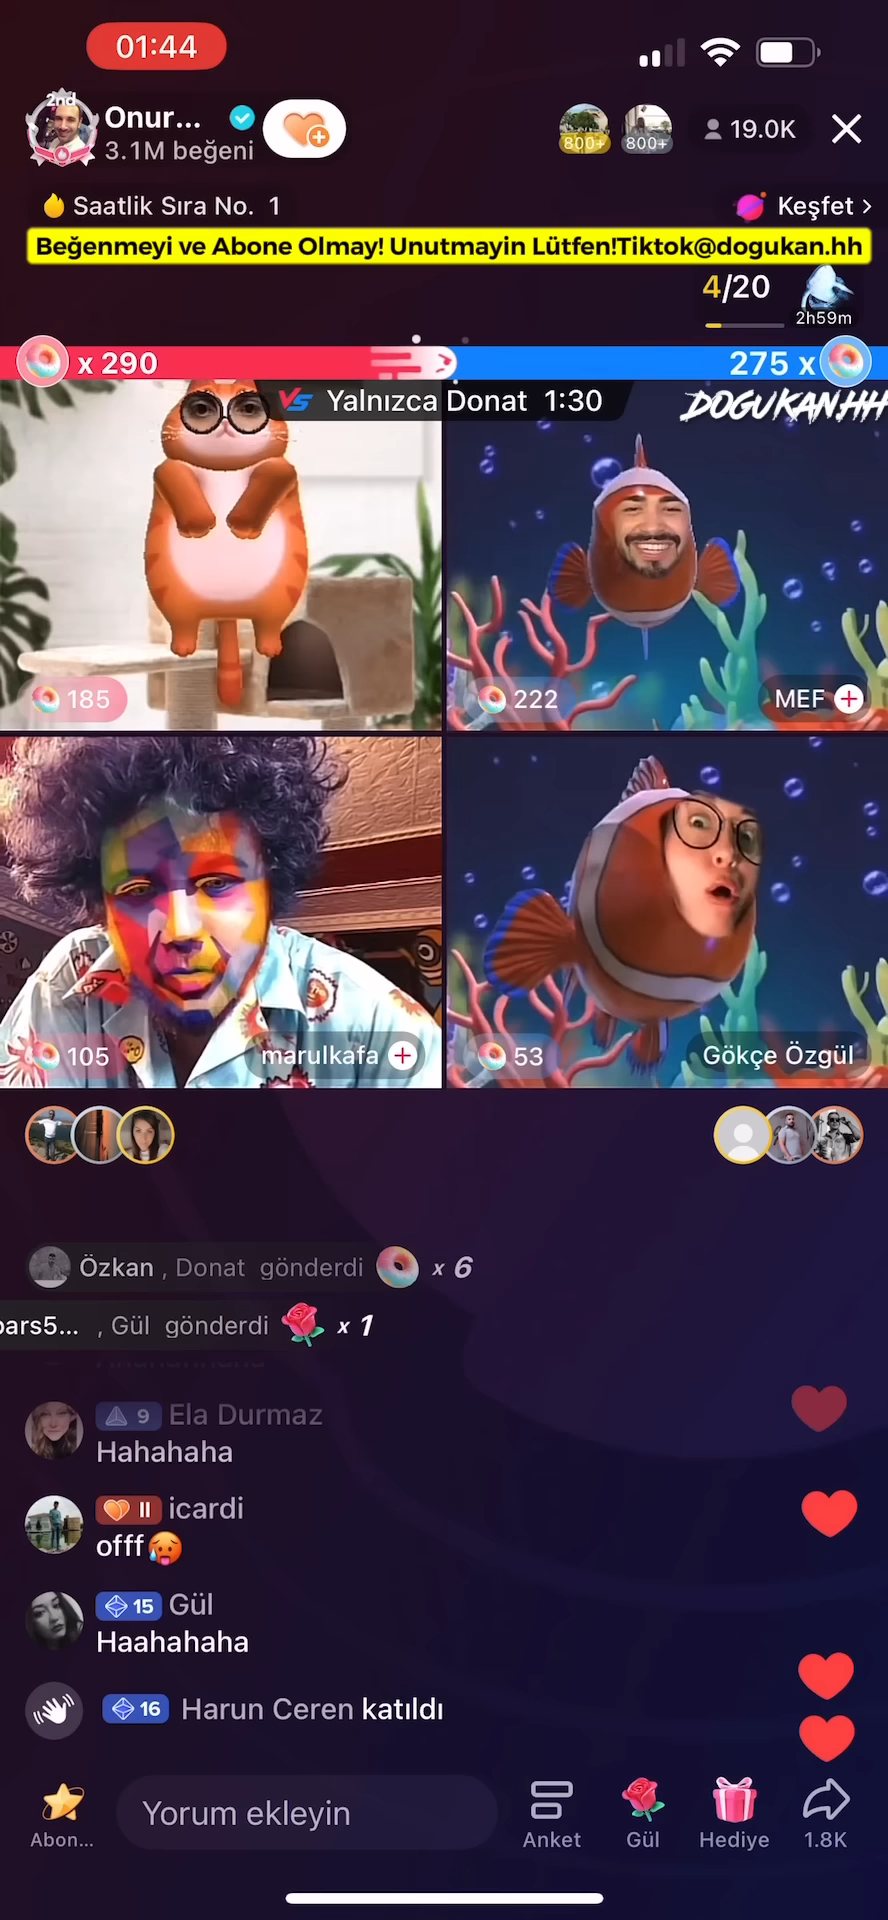 01:44
2nd
Onur...
3.1M beğeni
800+
800+
19.0K
Saatlik Sıra No. 1
Keşfet
Beğenmeyi ve Abone Olmay! Unutmayin Lütfen!Tiktok@dogukan.hh
4/20
2h59m
x 290
275 x
VS Yalnızca Donat 1:30
DOGUKAN.HH
185
222
MEF
105
marulkafa
53
Gökçe Özgül
Özkan , Donat gönderdi x 6
bars5... , Gül gönderdi x 1
9 Ela Durmaz
Hahahaha
II icardi
offf🥵
15 Gül
Haahahaha
16 Harun Ceren katıldı
Abon...
Yorum ekleyin
Anket
Gül
Hediye
1.8K